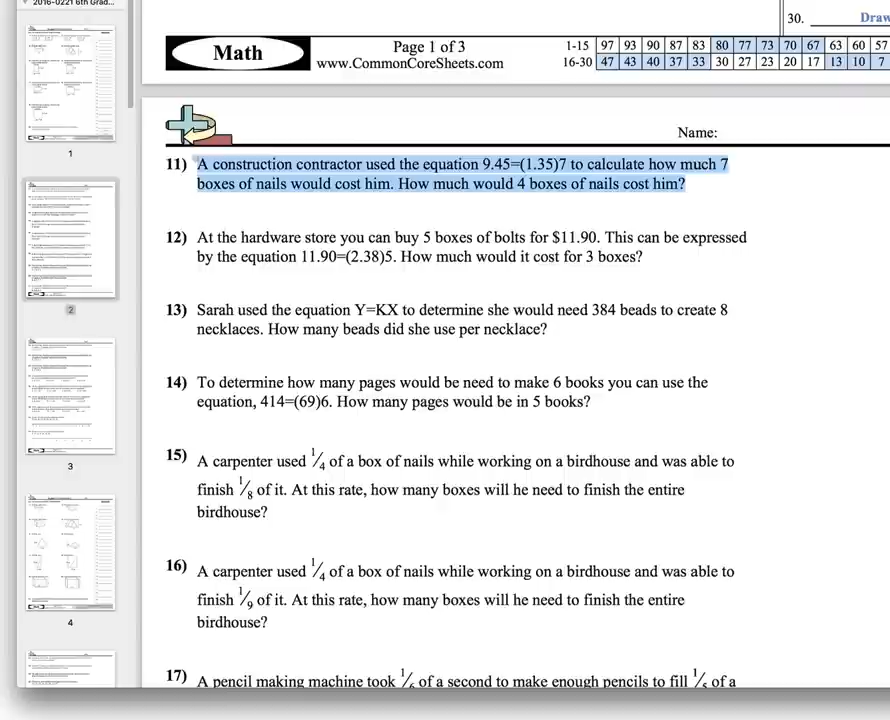 2016-0221 6th Grad...
30.
Draw
Math
Page 1 of 3
www.CommonCoreSheets.com
1-15 97 93 90 87 83 80 77 73 70 67 63 60 57
16-30 47 43 40 37 33 30 27 23 20 17 13 10 7
Name:
11) A construction contractor used the equation 9.45=(1.35)7 to calculate how much 7
boxes of nails would cost him. How much would 4 boxes of nails cost him?
12) At the hardware store you can buy 5 boxes of bolts for $11.90. This can be expressed
by the equation 11.90=(2.38)5. How much would it cost for 3 boxes?
13) Sarah used the equation Y=KX to determine she would need 384 beads to create 8
necklaces. How many beads did she use per necklace?
14) To determine how many pages would be need to make 6 books you can use the
equation, 414=(69)6. How many pages would be in 5 books?
15) A carpenter used 1/4 of a box of nails while working on a birdhouse and was able to
finish 1/8 of it. At this rate, how many boxes will he need to finish the entire
birdhouse?
16) A carpenter used 1/4 of a box of nails while working on a birdhouse and was able to
finish 1/9 of it. At this rate, how many boxes will he need to finish the entire
birdhouse?
17) A pencil making machine took 1/6 of a second to make enough pencils to fill 1/5 of a
1
2
3
4